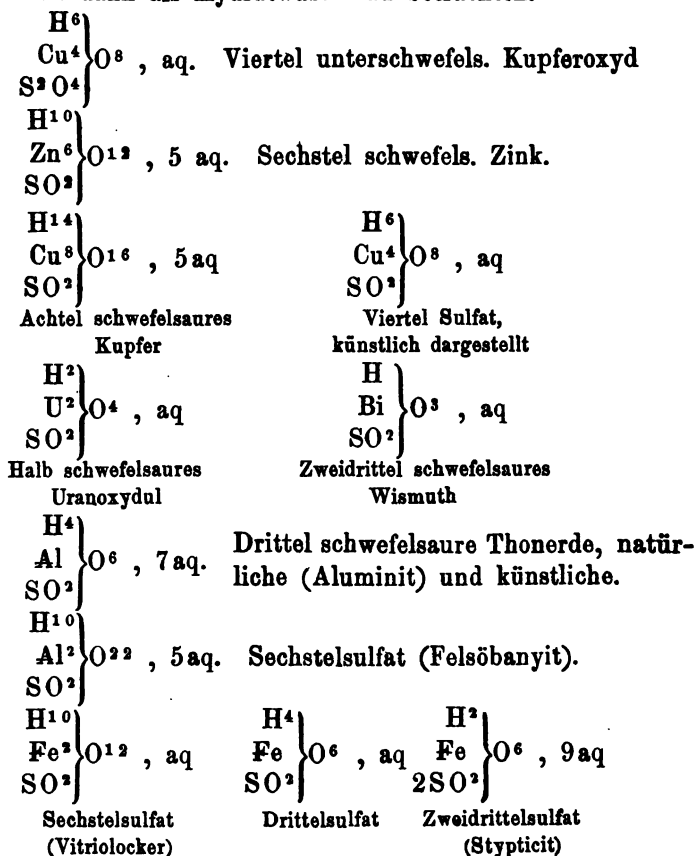 H⁶
Cu⁴ } O⁸ , aq. Viertel unterschwefels. Kupferoxyd
S² O⁴
H¹⁰
Zn⁶ } O¹² , 5 aq. Sechstel schwefels. Zink.
SO²
H¹⁴
Cu⁸ } O¹⁶ , 5aq
SO²
Achtel schwefelsaures
Kupfer
H⁶
Cu⁴ } O⁸ , aq
SO²
Viertel Sulfat,
künstlich dargestellt
H²
U² } O⁴ , aq
SO²
Halb schwefelsaures
Uranoxydul
H
Bi } O³ , aq
SO²
Zweidrittel schwefelsaures
Wismuth
H⁴
Al } O⁶ , 7aq. Drittel schwefelsaure Thonerde, natür-
SO² liche (Aluminit) und künstliche.
H¹⁰
Al² } O²² , 5aq. Sechstelsulfat (Felsöbanyit).
SO²
H¹⁰
Fe² } O¹² , aq
SO²
Sechstelsulfat
(Vitriolocker)
H⁴
Fe } O⁶ , aq
SO²
Drittelsulfat
H²
Fe } O⁶ , 9aq
2SO²
Zweidrittelsulfat
(Stypticit)